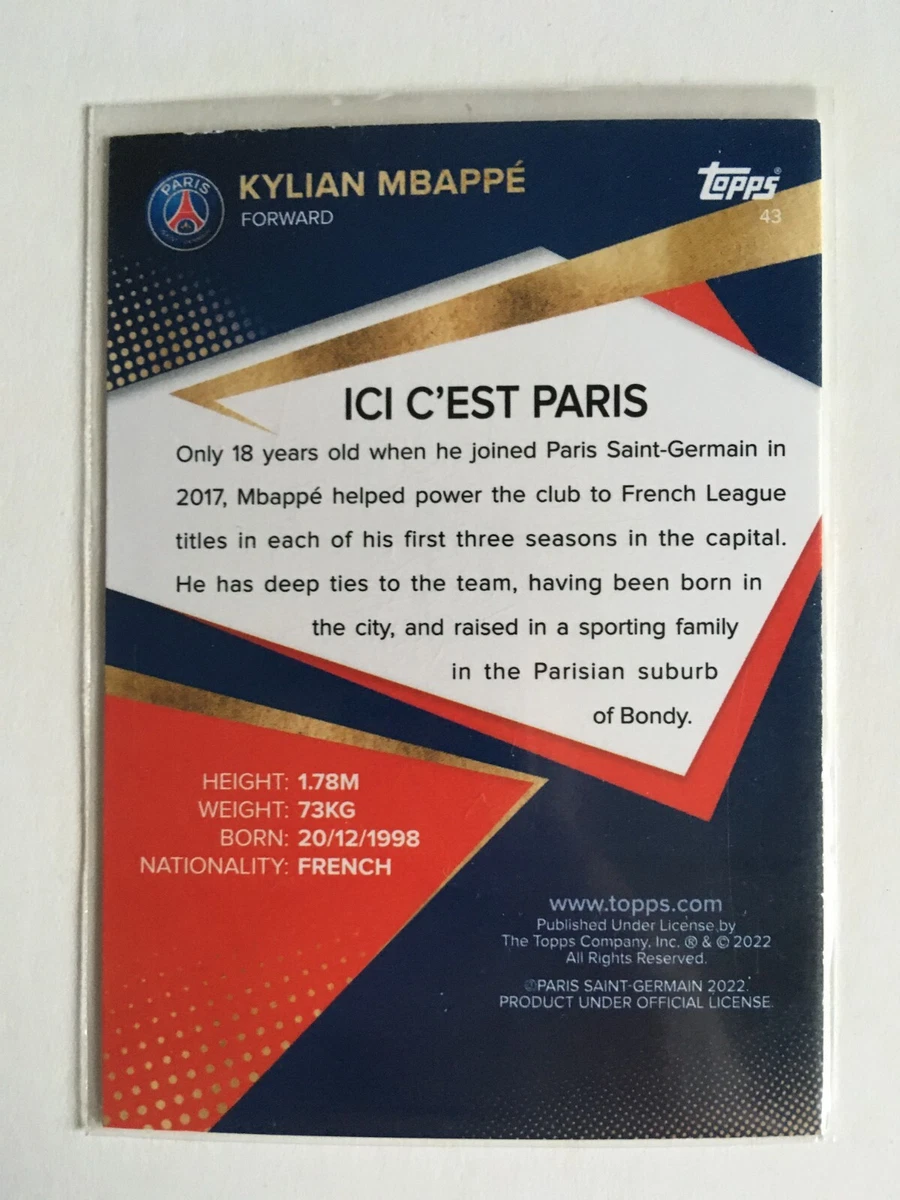 PARIS
KYLIAN MBAPPÉ
FORWARD
Topps®
43
ICI C'EST PARIS
Only 18 years old when he joined Paris Saint-Germain in
2017, Mbappé helped power the club to French League
titles in each of his first three seasons in the capital.
He has deep ties to the team, having been born in
the city, and raised in a sporting family
in the Parisian suburb
of Bondy.
HEIGHT: 1.78M
WEIGHT: 73KG
BORN: 20/12/1998
NATIONALITY: FRENCH
www.topps.com
Published Under License by
The Topps Company, Inc. ® & © 2022
All Rights Reserved.
©PARIS SAINT-GERMAIN 2022.
PRODUCT UNDER OFFICIAL LICENSE